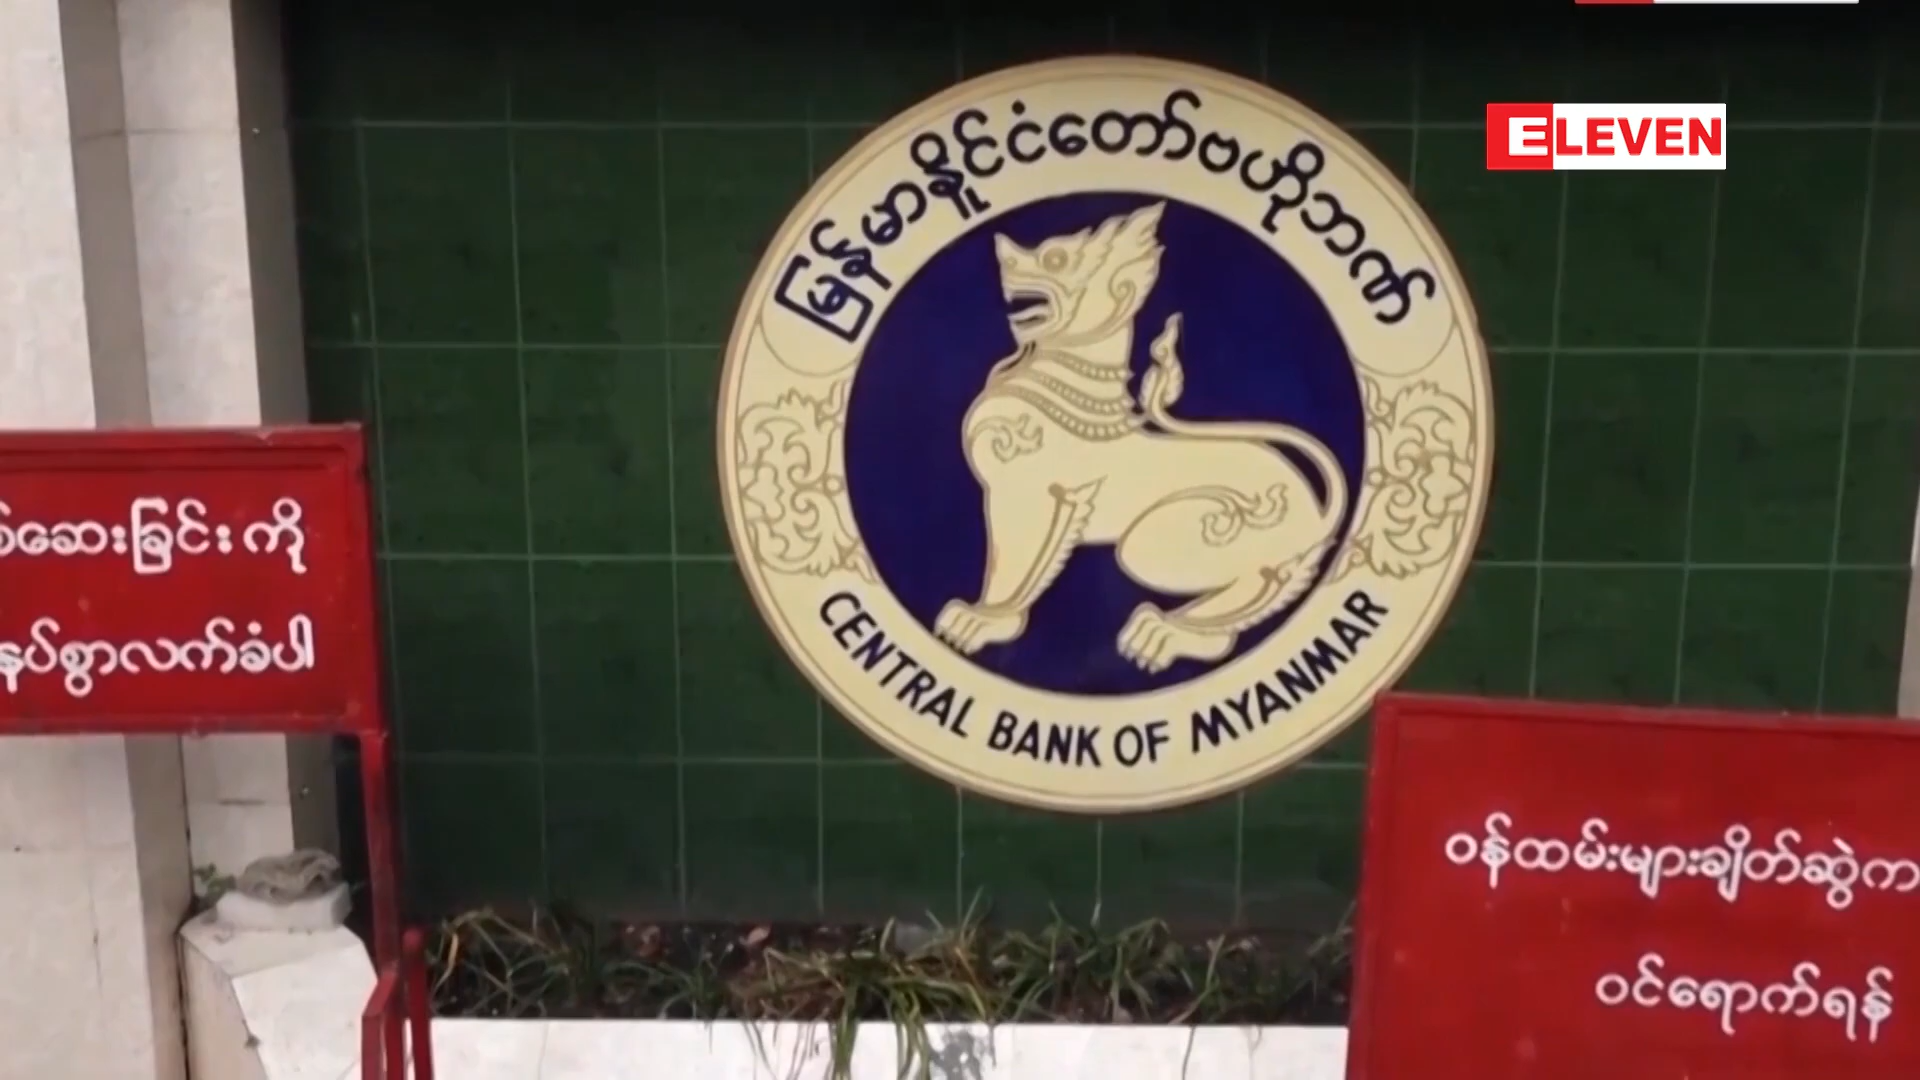 ELEVEN
မြန်မာနိုင်ငံတော်ဗဟိုဘဏ်
CENTRAL BANK OF MYANMAR
စ်ဆေးခြင်းကို
နပ်စွာလက်ခံပါ
ဝန်ထမ်းများချိတ်ဆွဲက
ဝင်ရောက်ရန်